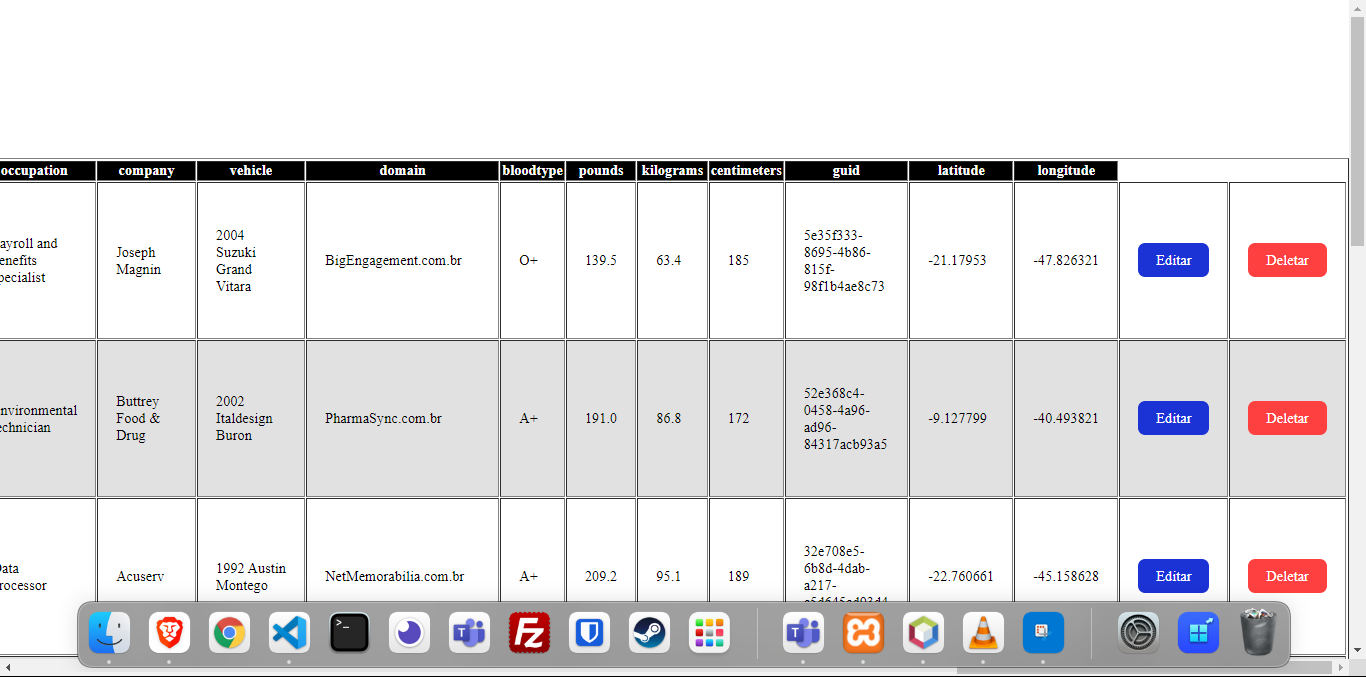 occupation company vehicle domain bloodtype pounds kilograms centimeters guid latitude longitude
ayroll and
enefits
pecialist
Joseph
Magnin
2004
Suzuki
Grand
Vitara
BigEngagement.com.br
O+
139.5
63.4
185
5e35f333-
8695-4b86-
815f-
98f1b4ae8c73
-21.17953
-47.826321
Editar
Deletar
nvironmental
echnician
Buttrey
Food &
Drug
2002
Italdesign
Buron
PharmaSync.com.br
A+
191.0
86.8
172
52e368c4-
0458-4a96-
ad96-
84317acb93a5
-9.127799
-40.493821
Editar
Deletar
ata
rocessor
Acuserv
1992 Austin
Montego
NetMemorabilia.com.br
A+
209.2
95.1
189
32e708e5-
6b8d-4dab-
a217-
-22.760661
-45.158628
Editar
Deletar